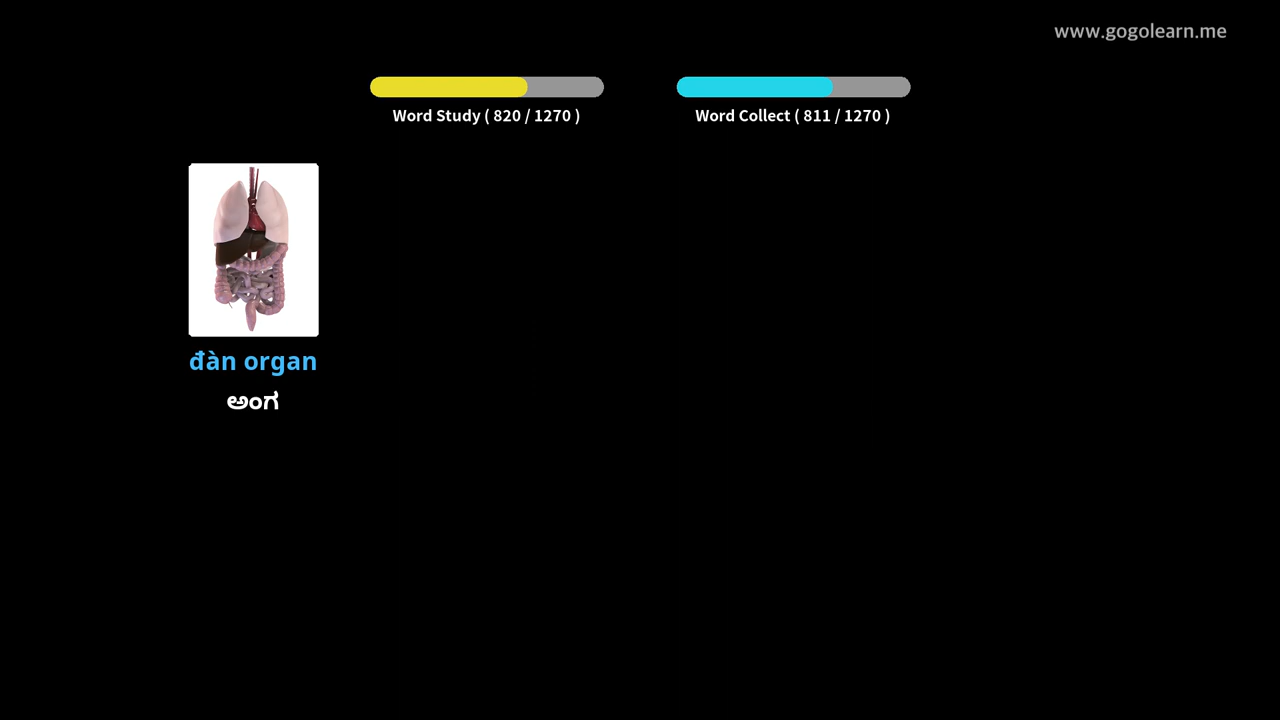 www.gogolearn.me
Word Study ( 820 / 1270 )
Word Collect ( 811 / 1270 )
đàn organ
ಅಂಗ